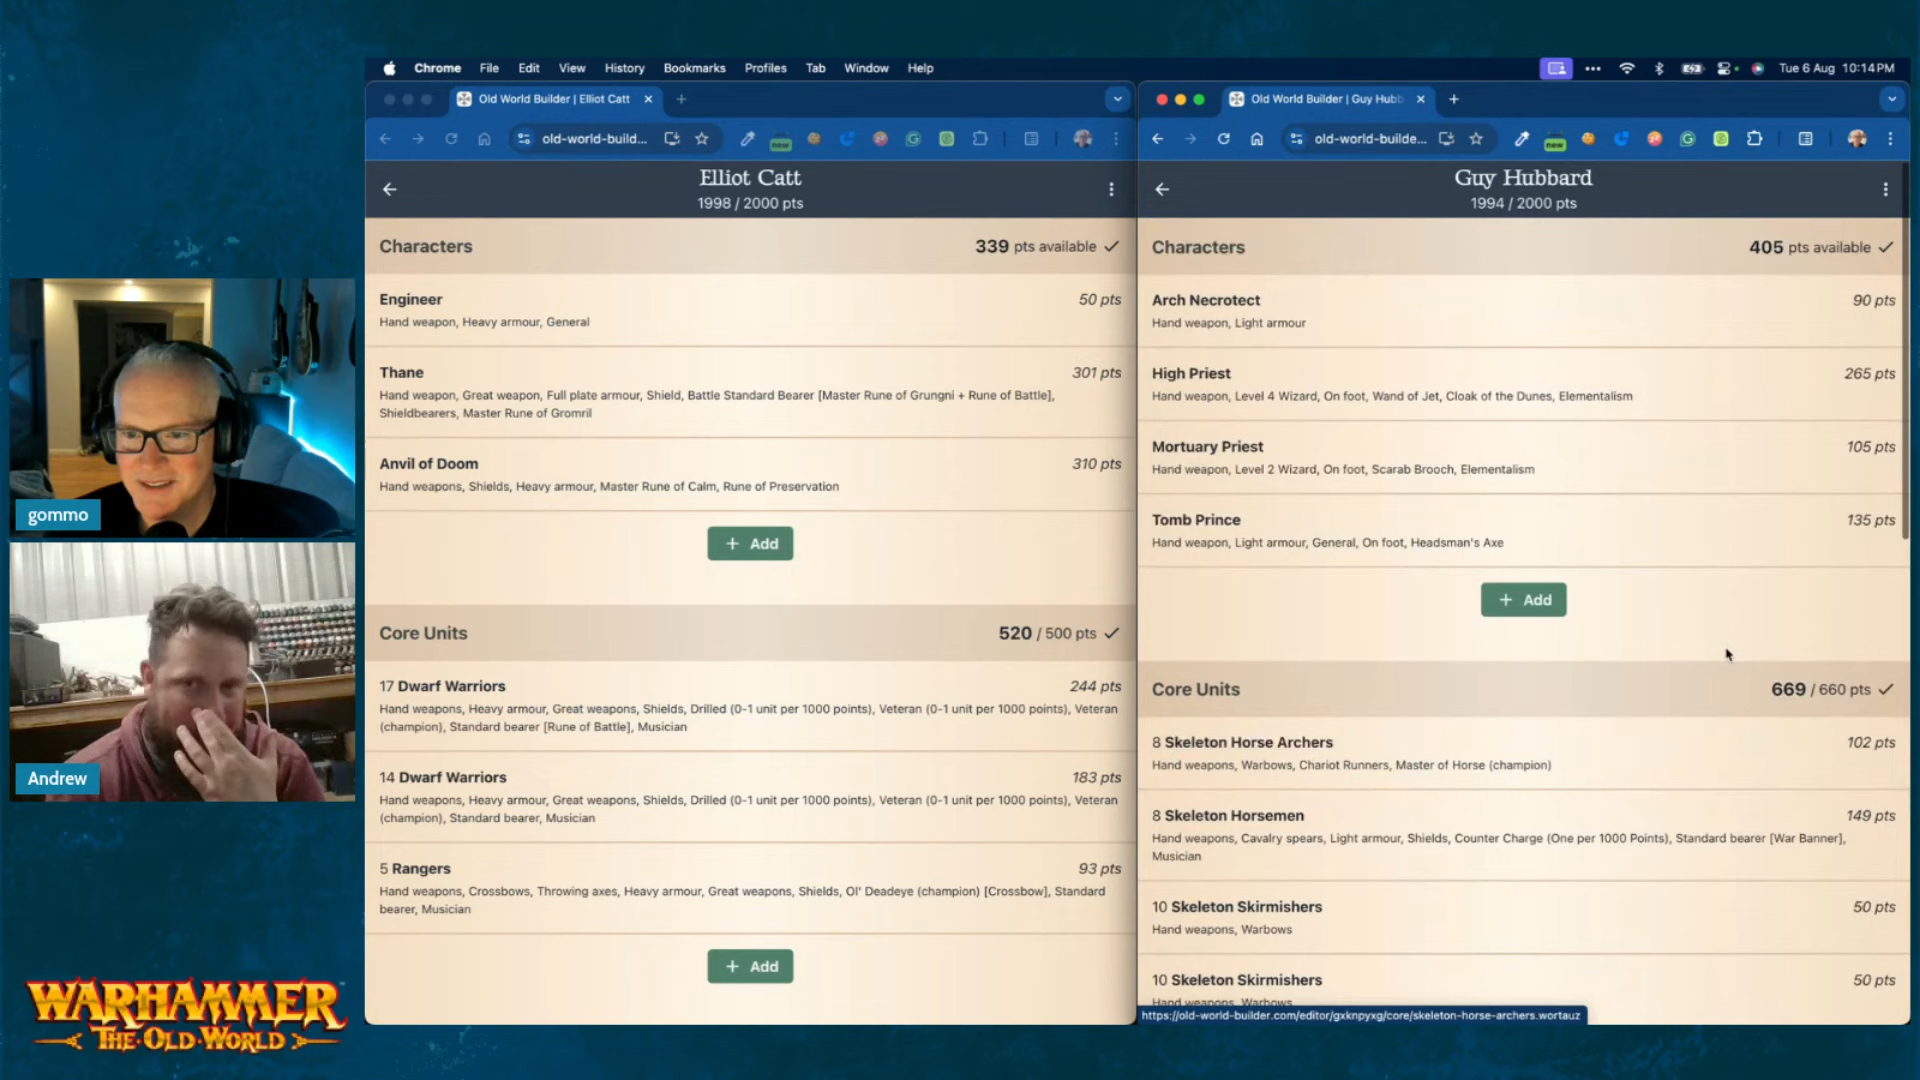 Chrome File Edit View History Bookmarks Profiles Tab Window Help
Tue 6 Aug 10:14 PM
Old World Builder | Elliot Catt
old-world-build...
new
Elliot Catt
1998 / 2000 pts
Characters 339 pts available
Engineer 50 pts
Hand weapon, Heavy armour, General
Thane 301 pts
Hand weapon, Great weapon, Full plate armour, Shield, Battle Standard Bearer [Master Rune of Grungni + Rune of Battle],
Shieldbearers, Master Rune of Gromril
Anvil of Doom 310 pts
Hand weapons, Shields, Heavy armour, Master Rune of Calm, Rune of Preservation
+ Add
Core Units 520 / 500 pts
17 Dwarf Warriors 244 pts
Hand weapons, Heavy armour, Great weapons, Shields, Drilled (0-1 unit per 1000 points), Veteran (0-1 unit per 1000 points), Veteran
(champion), Standard bearer [Rune of Battle], Musician
14 Dwarf Warriors 183 pts
Hand weapons, Heavy armour, Great weapons, Shields, Drilled (0-1 unit per 1000 points), Veteran (0-1 unit per 1000 points), Veteran
(champion), Standard bearer, Musician
5 Rangers 93 pts
Hand weapons, Crossbows, Throwing axes, Heavy armour, Great weapons, Shields, Ol' Deadeye (champion) [Crossbow], Standard
bearer, Musician
+ Add
Old World Builder | Guy Hubb
old-world-builde...
new
Guy Hubbard
1994 / 2000 pts
Characters 405 pts available
Arch Necrotect 90 pts
Hand weapon, Light armour
High Priest 265 pts
Hand weapon, Level 4 Wizard, On foot, Wand of Jet, Cloak of the Dunes, Elementalism
Mortuary Priest 105 pts
Hand weapon, Level 2 Wizard, On foot, Scarab Brooch, Elementalism
Tomb Prince 135 pts
Hand weapon, Light armour, General, On foot, Headsman's Axe
+ Add
Core Units 669 / 660 pts
8 Skeleton Horse Archers 102 pts
Hand weapons, Warbows, Chariot Runners, Master of Horse (champion)
8 Skeleton Horsemen 149 pts
Hand weapons, Cavalry spears, Light armour, Shields, Counter Charge (One per 1000 Points), Standard bearer [War Banner],
Musician
10 Skeleton Skirmishers 50 pts
Hand weapons, Warbows
10 Skeleton Skirmishers 50 pts
Hand weapons, Warbows
https://old-world-builder.com/editor/gxknpyxg/core/skeleton-horse-archers.wortauz
gommo
Andrew
WARHAMMER
THE·OLD·WORLD